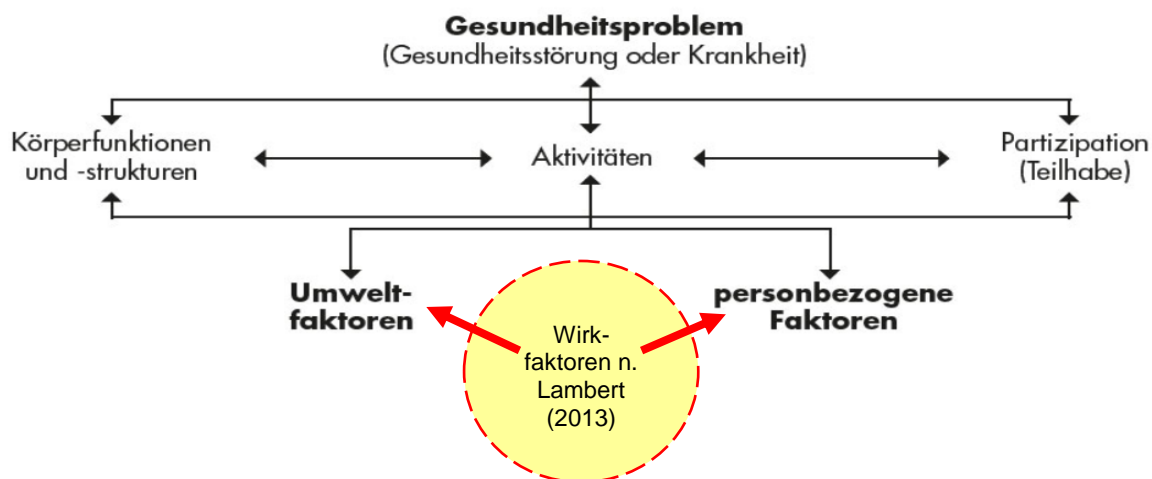 Gesundheitsproblem
(Gesundheitsstörung oder Krankheit)
Körperfunktionen
und -strukturen
Aktivitäten
Partizipation
(Teilhabe)
Umwelt-
faktoren
personbezogene
Faktoren
Wirk-
faktoren n.
Lambert
(2013)